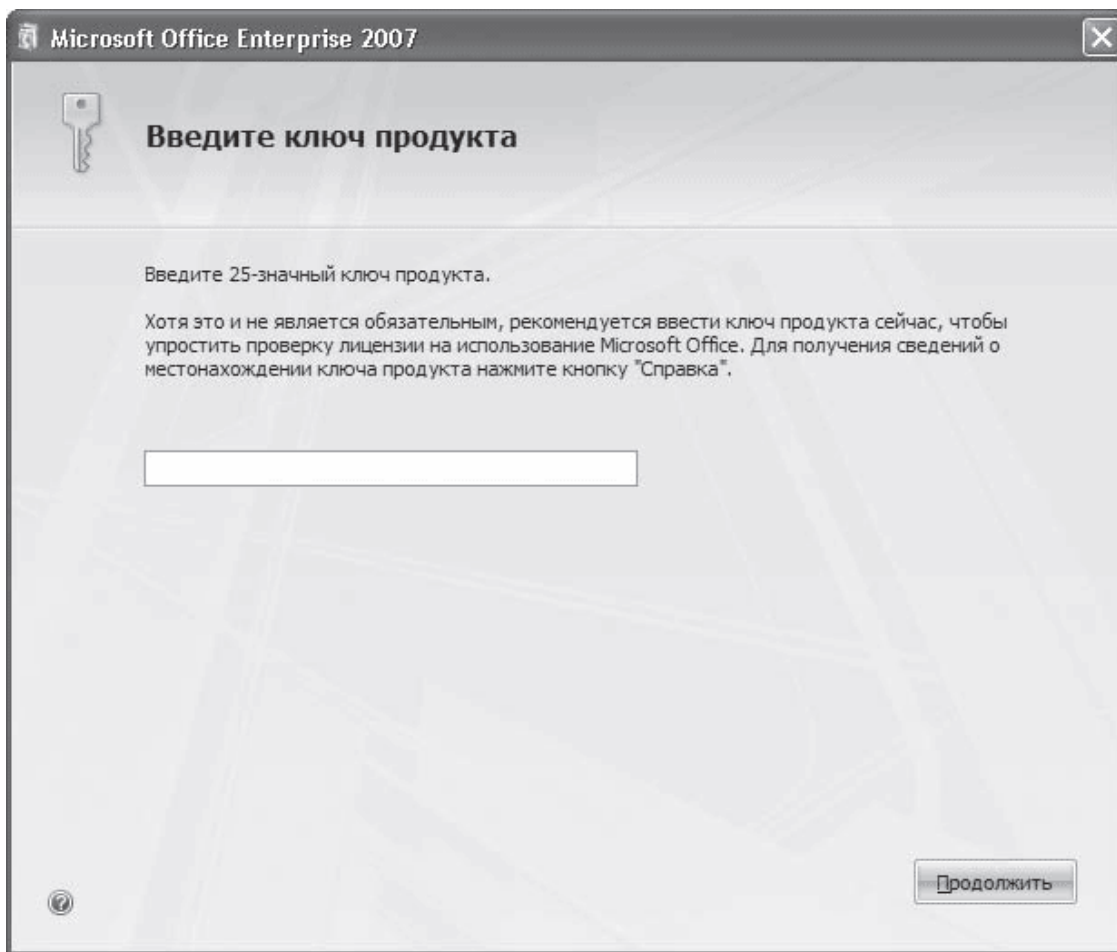 Microsoft Office Enterprise 2007
Введите ключ продукта
Введите 25-значный ключ продукта.
Хотя это и не является обязательным, рекомендуется ввести ключ продукта сейчас, чтобы
упростить проверку лицензии на использование Microsoft Office. Для получения сведений о
местонахождении ключа продукта нажмите кнопку "Справка".
Продолжить